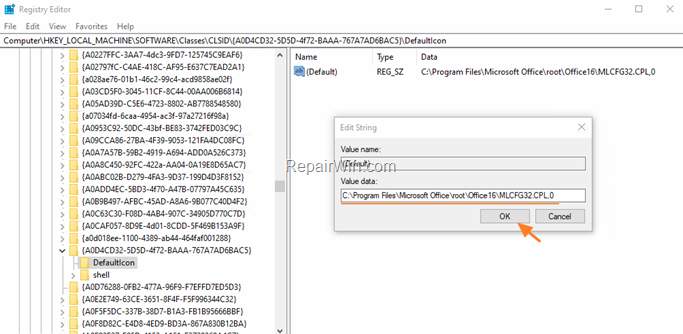 Registry Editor
File Edit View Favorites Help
Computer\HKEY_LOCAL_MACHINE\SOFTWARE\Classes\CLSID\{A0D4CD32-5D5D-4f72-BAAA-767A7AD6BAC5}\DefaultIcon
{A0227FFC-3AA7-4dc3-9FD7-125745C9EAF6}
{A02797FC-C4AE-418C-AF95-E637C7EAD2A1}
{a028ae76-01b1-46c2-99c4-acd9858ae02f}
{A03CD5F0-3045-11CF-8C44-00AA006B6814}
{A05AD39D-C5E6-4723-8802-AB7788548580}
{a07034fd-6caa-4954-ac3f-97a27216f98a}
{A0953C92-50DC-43bf-BE83-3742FED03C9C}
{A09CCA86-27BA-4F39-9053-121FA4DC08FC}
{A0A7A57B-59B2-4919-A694-ADD0A526C373}
{A0A8C450-92FC-422a-AA04-0A19E8D65AC7}
{A0ABC02B-D279-4FA3-9D37-199D4D3F8152}
{A0ADD4EC-5BD3-4f70-A47B-07797A45C635}
{A0B9B497-AFBC-45AD-A8A6-9B077C40D4F2}
{A0C63C30-F08D-4AB4-907C-34905D770C7D}
{A0CAF057-8D9E-4d01-8CDD-5F469B153A9F}
{a0d018ee-1100-4389-ab44-464faf001288}
{A0D4CD32-5D5D-4f72-BAAA-767A7AD6BAC5}
DefaultIcon
shell
{A0D76288-0FB2-477A-96F9-F7EFFD7ED5D3}
{A0E2E749-63CE-3651-8F4F-F5F996344C32}
{A0F5F5DC-337B-38D7-B1A3-FB1B95666BBF}
{A0F8D82C-E4D8-4ED9-BD3A-867A830B12BA}
Name Type Data
(Default) REG_SZ C:\Program Files\Microsoft Office\root\Office16\MLCFG32.CPL,0
Edit String
Value name:
(Default)
RepairWin.com
Value data:
C:\Program Files\Microsoft Office\root\Office16\MLCFG32.CPL,0
OK Cancel